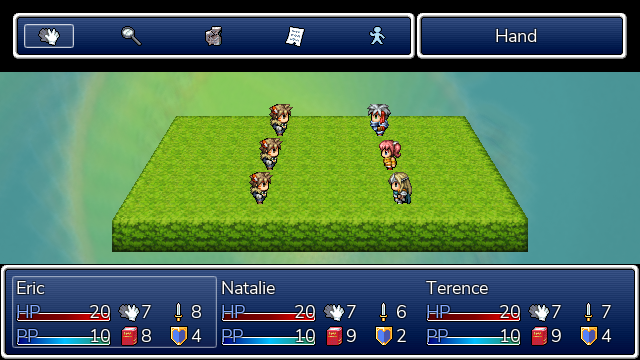 Hand
Eric Natalie Terence
HP 20 7 8 HP 20 7 6 HP 20 7 7
PP 10 8 4 PP 10 9 2 PP 10 9 4